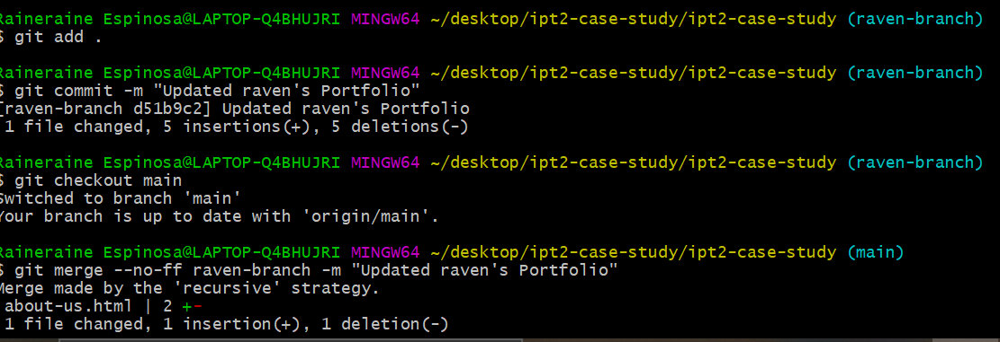 Raineraine Espinosa@LAPTOP-Q4BHUJRI MINGW64 ~/desktop/ipt2-case-study/ipt2-case-study (raven-branch)
$ git add .
Raineraine Espinosa@LAPTOP-Q4BHUJRI MINGW64 ~/desktop/ipt2-case-study/ipt2-case-study (raven-branch)
$ git commit -m "Updated raven's Portfolio"
[raven-branch d51b9c2] Updated raven's Portfolio
1 file changed, 5 insertions(+), 5 deletions(-)
Raineraine Espinosa@LAPTOP-Q4BHUJRI MINGW64 ~/desktop/ipt2-case-study/ipt2-case-study (raven-branch)
$ git checkout main
Switched to branch 'main'
Your branch is up to date with 'origin/main'.
Raineraine Espinosa@LAPTOP-Q4BHUJRI MINGW64 ~/desktop/ipt2-case-study/ipt2-case-study (main)
$ git merge --no-ff raven-branch -m "Updated raven's Portfolio"
Merge made by the 'recursive' strategy.
about-us.html | 2 +-
1 file changed, 1 insertion(+), 1 deletion(-)